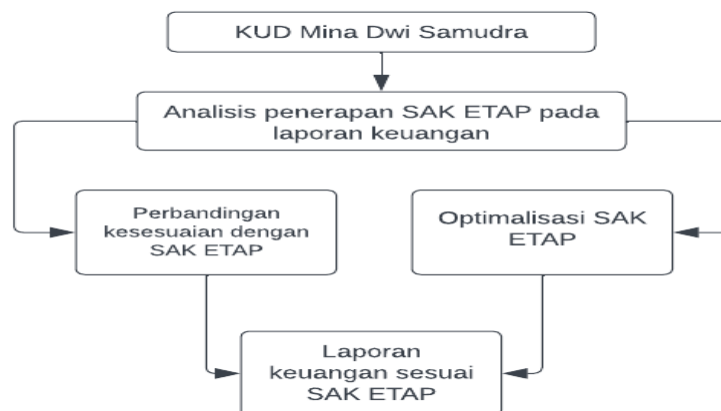 KUD Mina Dwi Samudra
Analisis penerapan SAK ETAP pada
laporan keuangan
Perbandingan
kesesuaian dengan
SAK ETAP
Optimalisasi SAK
ETAP
Laporan
keuangan sesuai
SAK ETAP